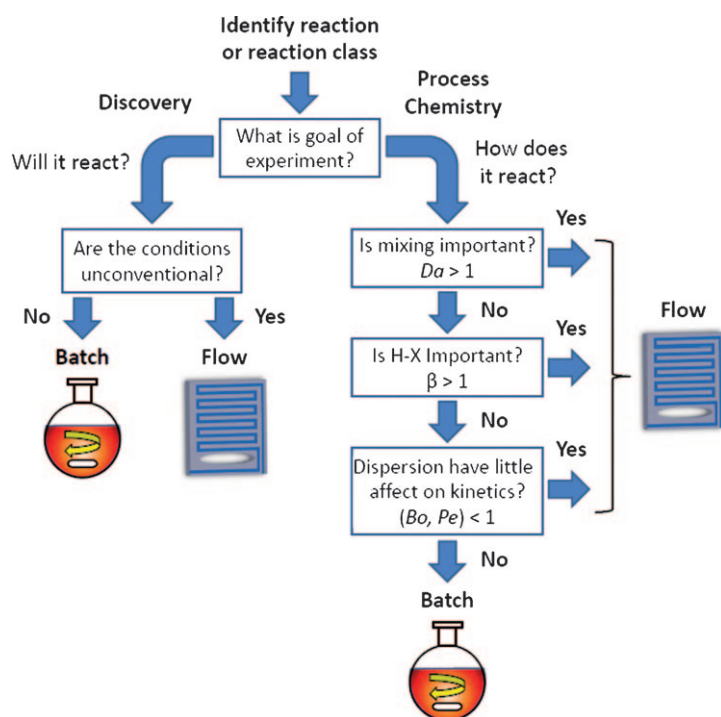 Identify reaction
or reaction class
Discovery
Process
Chemistry
What is goal of
experiment?
Will it react?
How does
it react?
Are the conditions
unconventional?
No
Yes
Batch
Flow
Is mixing important?
Da > 1
Yes
No
Is H-X Important?
β > 1
Yes
No
Dispersion have little
affect on kinetics?
(Bo, Pe) < 1
Yes
No
Batch
Flow